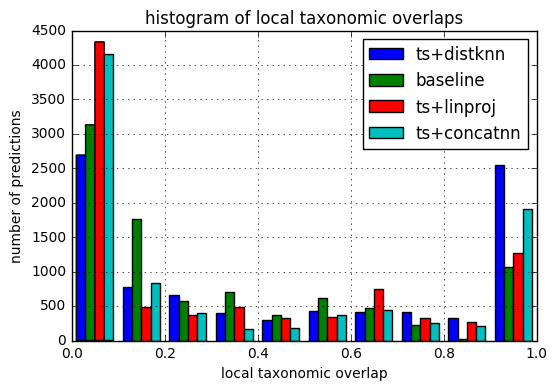 histogram of local taxonomic overlaps
number of predictions
4500
4000
3500
3000
2500
2000
1500
1000
500
0
ts+distknn
baseline
ts+linproj
ts+concatnn
0.0 0.2 0.4 0.6 0.8 1.0
local taxonomic overlap